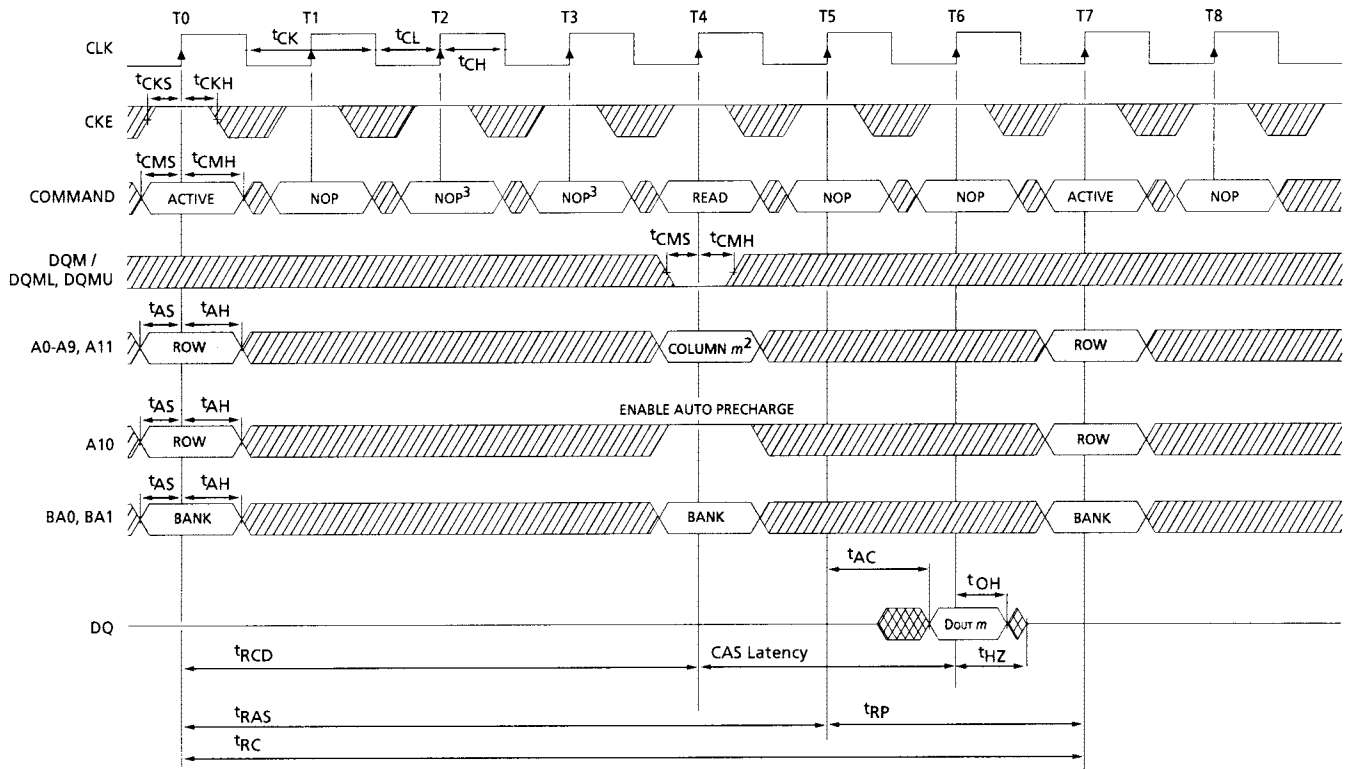 T0 T1 T2 T3 T4 T5 T6 T7 T8
CLK tCK tCL tCH
tCKS tCKH
CKE
tCMS tCMH
COMMAND ACTIVE NOP NOP3 NOP3 READ NOP NOP ACTIVE NOP
tCMS tCMH
DQM /
DQML, DQMU
tAS tAH
A0-A9, A11 ROW COLUMN m2 ROW
tAS tAH ENABLE AUTO PRECHARGE
A10 ROW ROW
tAS tAH
BA0, BA1 BANK BANK BANK
tAC
tOH
DQ DOUT m
tRCD CAS Latency tHZ
tRAS tRP
tRC